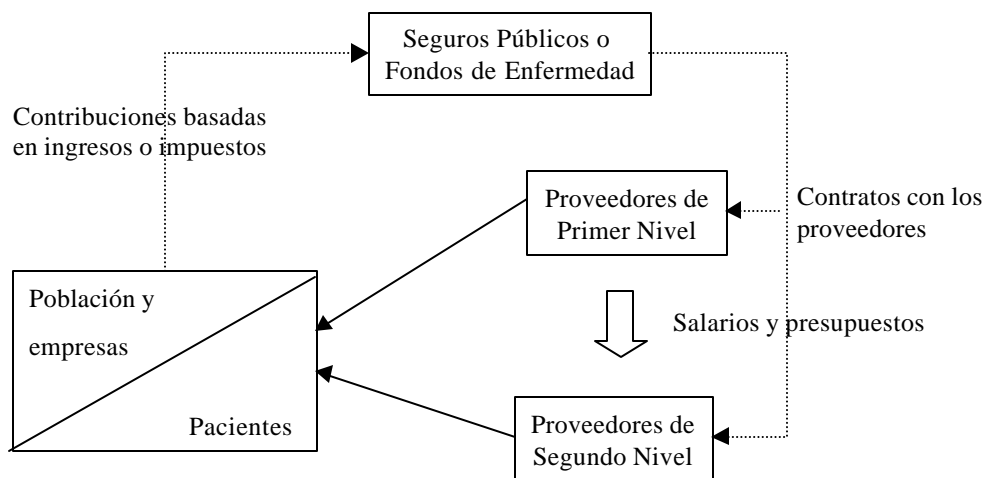 Seguros Públicos o
Fondos de Enfermedad
Contribuciones basadas
en ingresos o impuestos
Proveedores de
Primer Nivel
Contratos con los
proveedores
Población y
empresas
Pacientes
Salarios y presupuestos
Proveedores de
Segundo Nivel